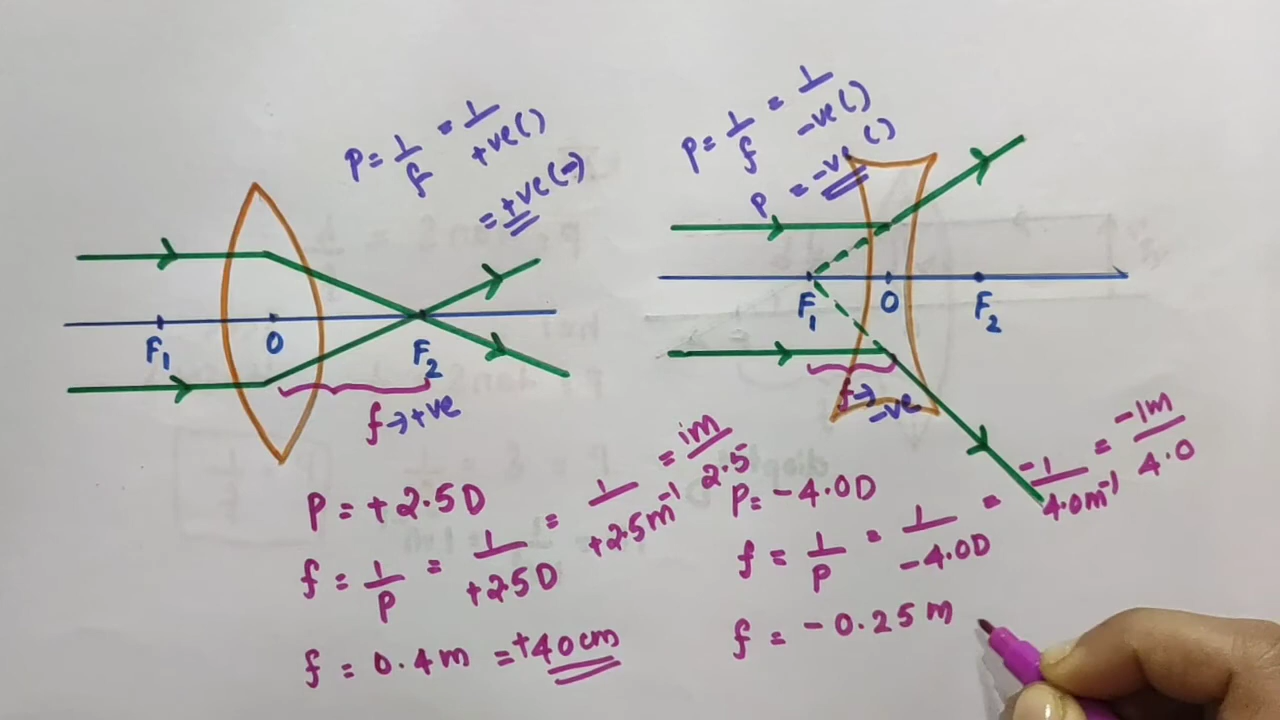 P = 1/f = 1/+ve()
= +ve(→)
F₁ O F₂
f → +ve
P = +2.5D
f = 1/P = 1/+2.5D = 1/+2.5m⁻¹ = 1m/2.5
f = 0.4m = +40cm
P = 1/f = 1/-ve()
P = -ve()
F₁ O F₂
f → -ve
P = -4.0D
f = 1/P = 1/-4.0D = -1/4.0m⁻¹ = -1m/4.0
f = -0.25m